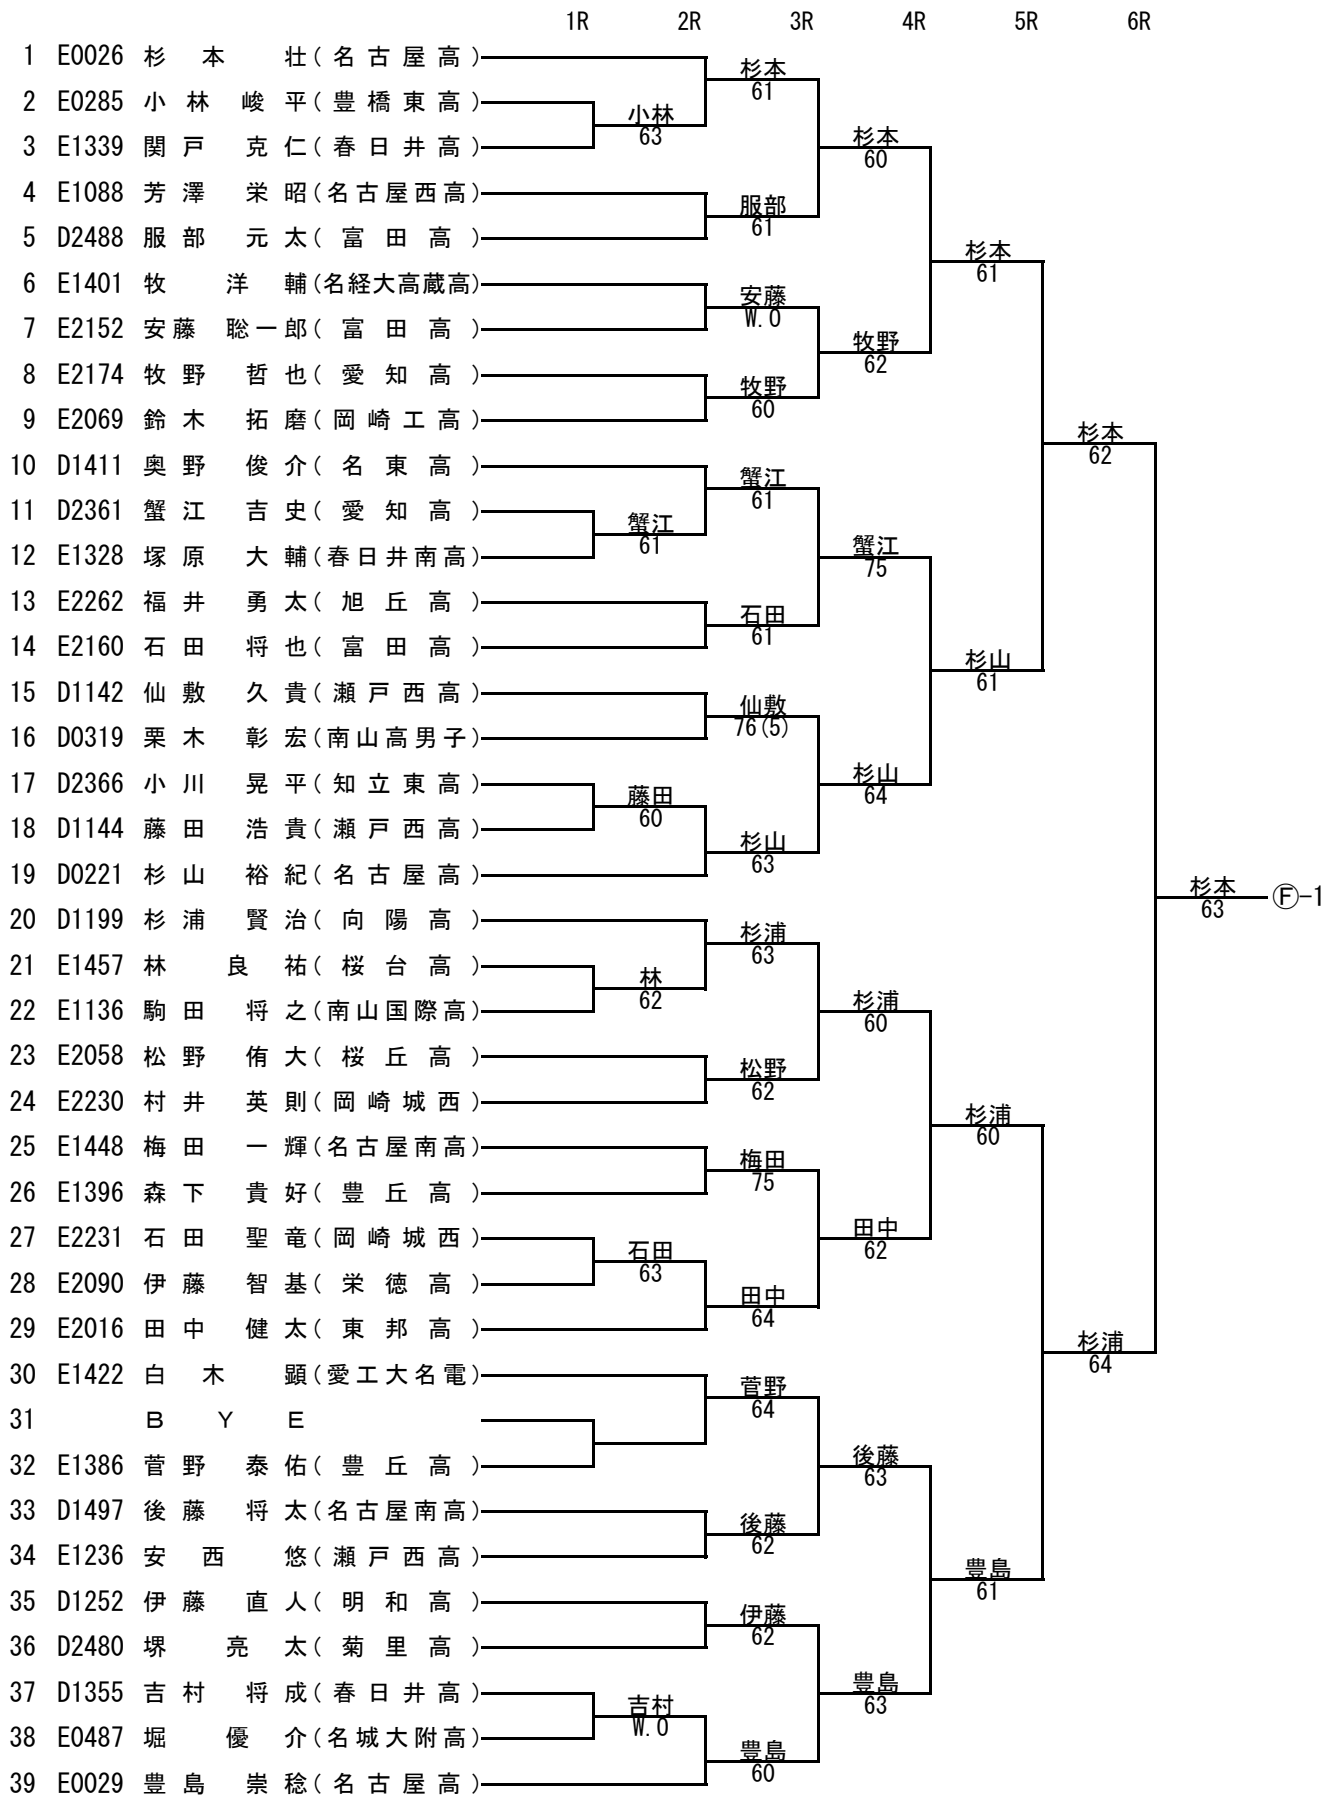 1R 2R 3R 4R 5R 6R
1 E0026 杉本 壮(名古屋高)
杉本
61
2 E0285 小林 峻平(豊橋東高)
小林
63
3 E1339 関戸 克仁(春日井高)
杉本
60
4 E1088 芳澤 栄昭(名古屋西高)
服部
61
5 D2488 服部 元太(富田高)
杉本
61
6 E1401 牧 洋輔(名経大高蔵高)
安藤
W.O
7 E2152 安藤 聡一郎(富田高)
牧野
62
8 E2174 牧野 哲也(愛知高)
牧野
60
9 E2069 鈴木 拓磨(岡崎工高)
杉本
62
10 D1411 奥野 俊介(名東高)
蟹江
61
11 D2361 蟹江 吉史(愛知高)
蟹江
61
12 E1328 塚原 大輔(春日井南高)
蟹江
75
13 E2262 福井 勇太(旭丘高)
石田
61
14 E2160 石田 将也(富田高)
杉山
61
15 D1142 仙敷 久貴(瀬戸西高)
仙敷
76(5)
16 D0319 栗木 彰宏(南山高男子)
杉山
64
17 D2366 小川 晃平(知立東高)
藤田
60
18 D1144 藤田 浩貴(瀬戸西高)
杉山
63
19 D0221 杉山 裕紀(名古屋高)
杉本
63
Ⓕ-1
20 D1199 杉浦 賢治(向陽高)
杉浦
63
21 E1457 林 良祐(桜台高)
林
62
22 E1136 駒田 将之(南山国際高)
杉浦
60
23 E2058 松野 侑大(桜丘高)
松野
62
24 E2230 村井 英則(岡崎城西)
杉浦
60
25 E1448 梅田 一輝(名古屋南高)
梅田
75
26 E1396 森下 貴好(豊丘高)
田中
62
27 E2231 石田 聖竜(岡崎城西)
石田
63
28 E2090 伊藤 智基(栄徳高)
田中
64
29 E2016 田中 健太(東邦高)
杉浦
64
30 E1422 白木 顕(愛工大名電)
菅野
64
31 BYE
32 E1386 菅野 泰佑(豊丘高)
後藤
63
33 D1497 後藤 将太(名古屋南高)
後藤
62
34 E1236 安西 悠(瀬戸西高)
豊島
61
35 D1252 伊藤 直人(明和高)
伊藤
62
36 D2480 堺 亮太(菊里高)
豊島
63
37 D1355 吉村 将成(春日井高)
吉村
W.O
38 E0487 堀 優介(名城大附高)
豊島
60
39 E0029 豊島 崇稔(名古屋高)